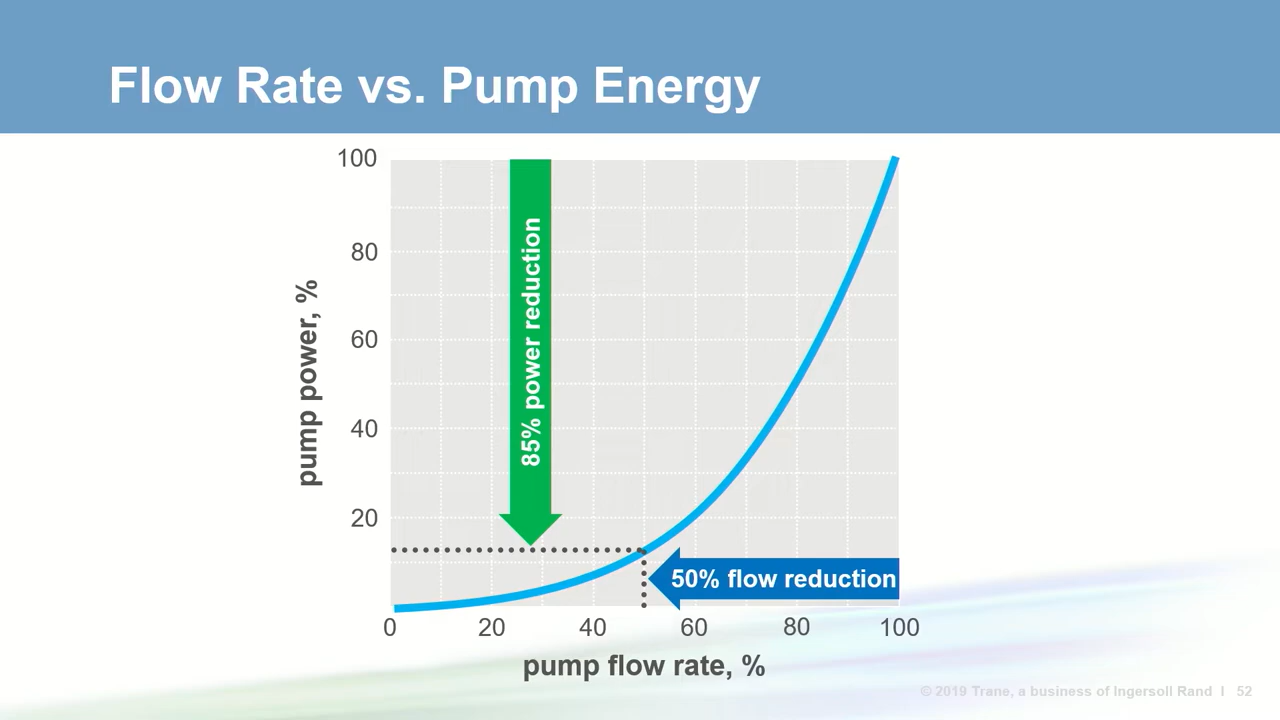 Flow Rate vs. Pump Energy
100
80
60
40
20
pump power, %
85% power reduction
50% flow reduction
0 20 40 60 80 100
pump flow rate, %
© 2019 Trane, a business of Ingersoll Rand I 52